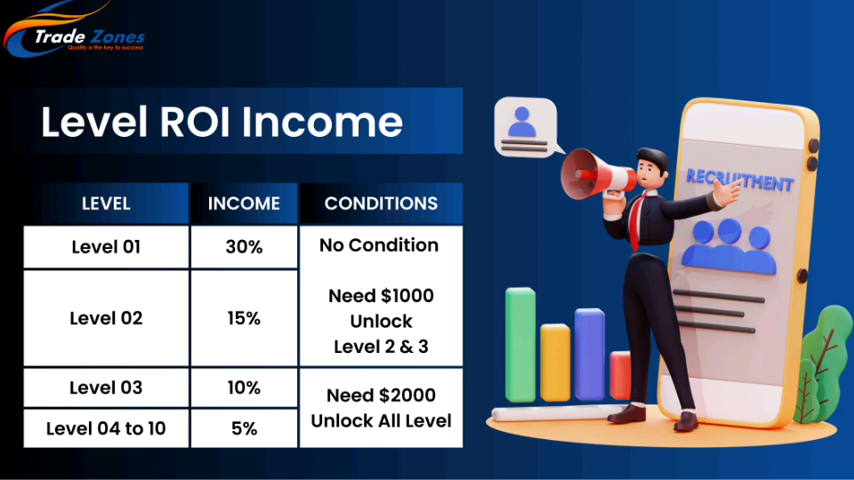 Trade Zones
Quality a the key to success
Level ROI Income
LEVEL INCOME CONDITIONS
Level 01 30% No Condition
Level 02 15% Need $1000
Unlock
Level 2 & 3
Level 03 10% Need $2000
Unlock All Level
Level 04 to 10 5%
RECRUITMENT